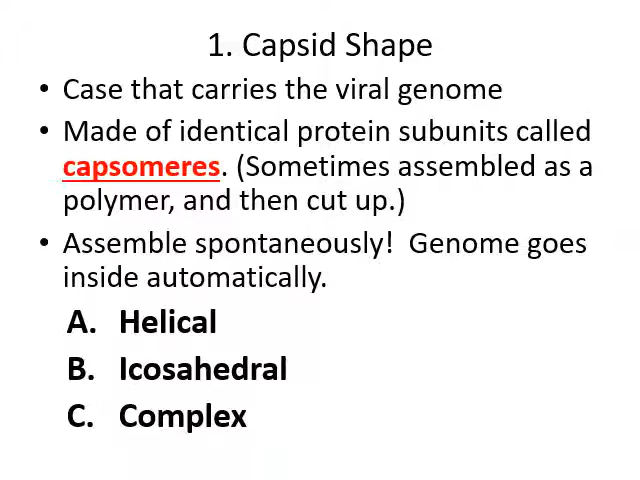 1. Capsid Shape
• Case that carries the viral genome
• Made of identical protein subunits called
capsomeres. (Sometimes assembled as a
polymer, and then cut up.)
• Assemble spontaneously!  Genome goes
inside automatically.
A. Helical
B. Icosahedral
C. Complex